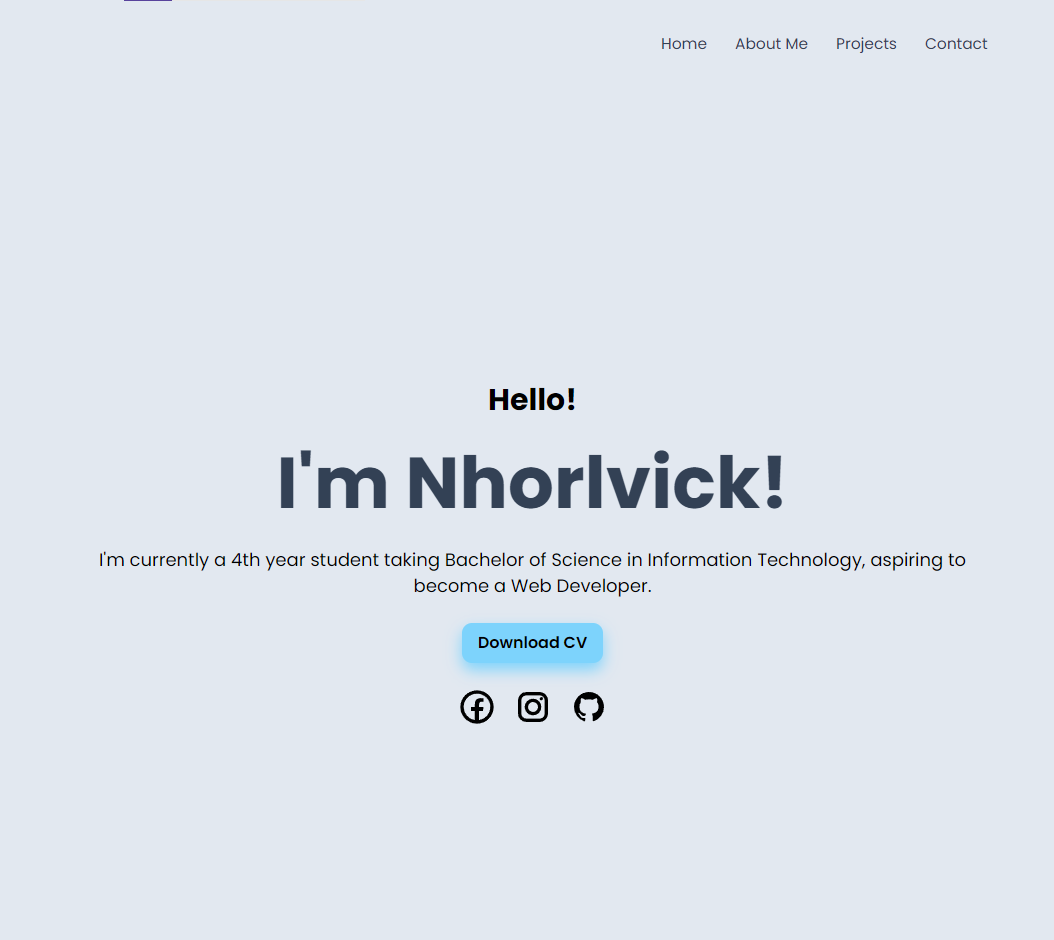 Home About Me Projects Contact
Hello!
I'm Nhorlvick!
I'm currently a 4th year student taking Bachelor of Science in Information Technology, aspiring to
become a Web Developer.
Download CV